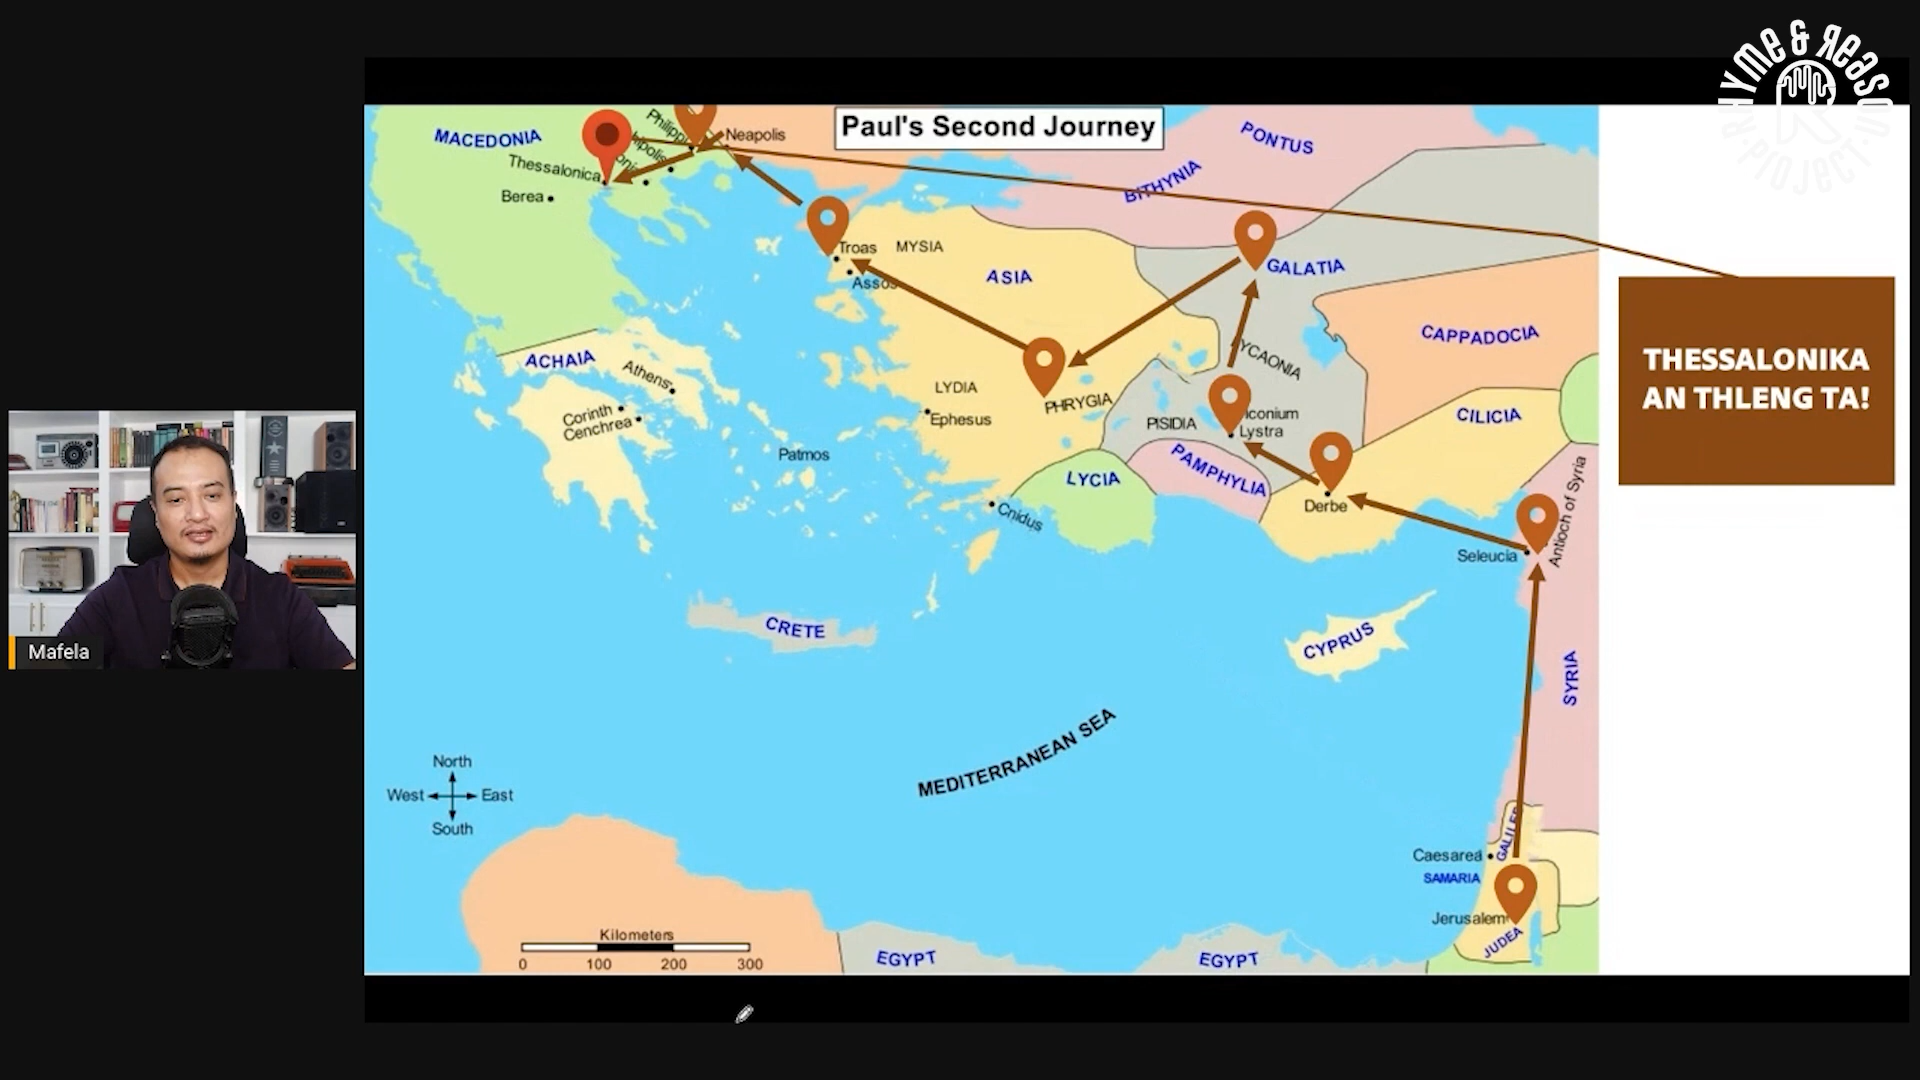 RHYME & REASON
PROJECT
Paul's Second Journey
MACEDONIA
Neapolis
Thessalonica
Berea
PONTUS
BITHYNIA
Troas
MYSIA
ASIA
Assos
GALATIA
CAPPADOCIA
THESSALONIKA
AN THLENG TA!
ACHAIA
Athens
Corinth
Cenchrea
LYDIA
Ephesus
PHRYGIA
PISIDIA
Iconium
Lystra
CILICIA
Patmos
LYCIA
PAMPHYLIA
Derbe
Cnidus
Seleucia
Antioch of Syria
CRETE
CYPRUS
SYRIA
Mafela
MEDITERRANEAN SEA
North
West East
South
Caesarea
SAMARIA
Jerusalem
JUDEA
Kilometers
0 100 200 300
EGYPT
EGYPT